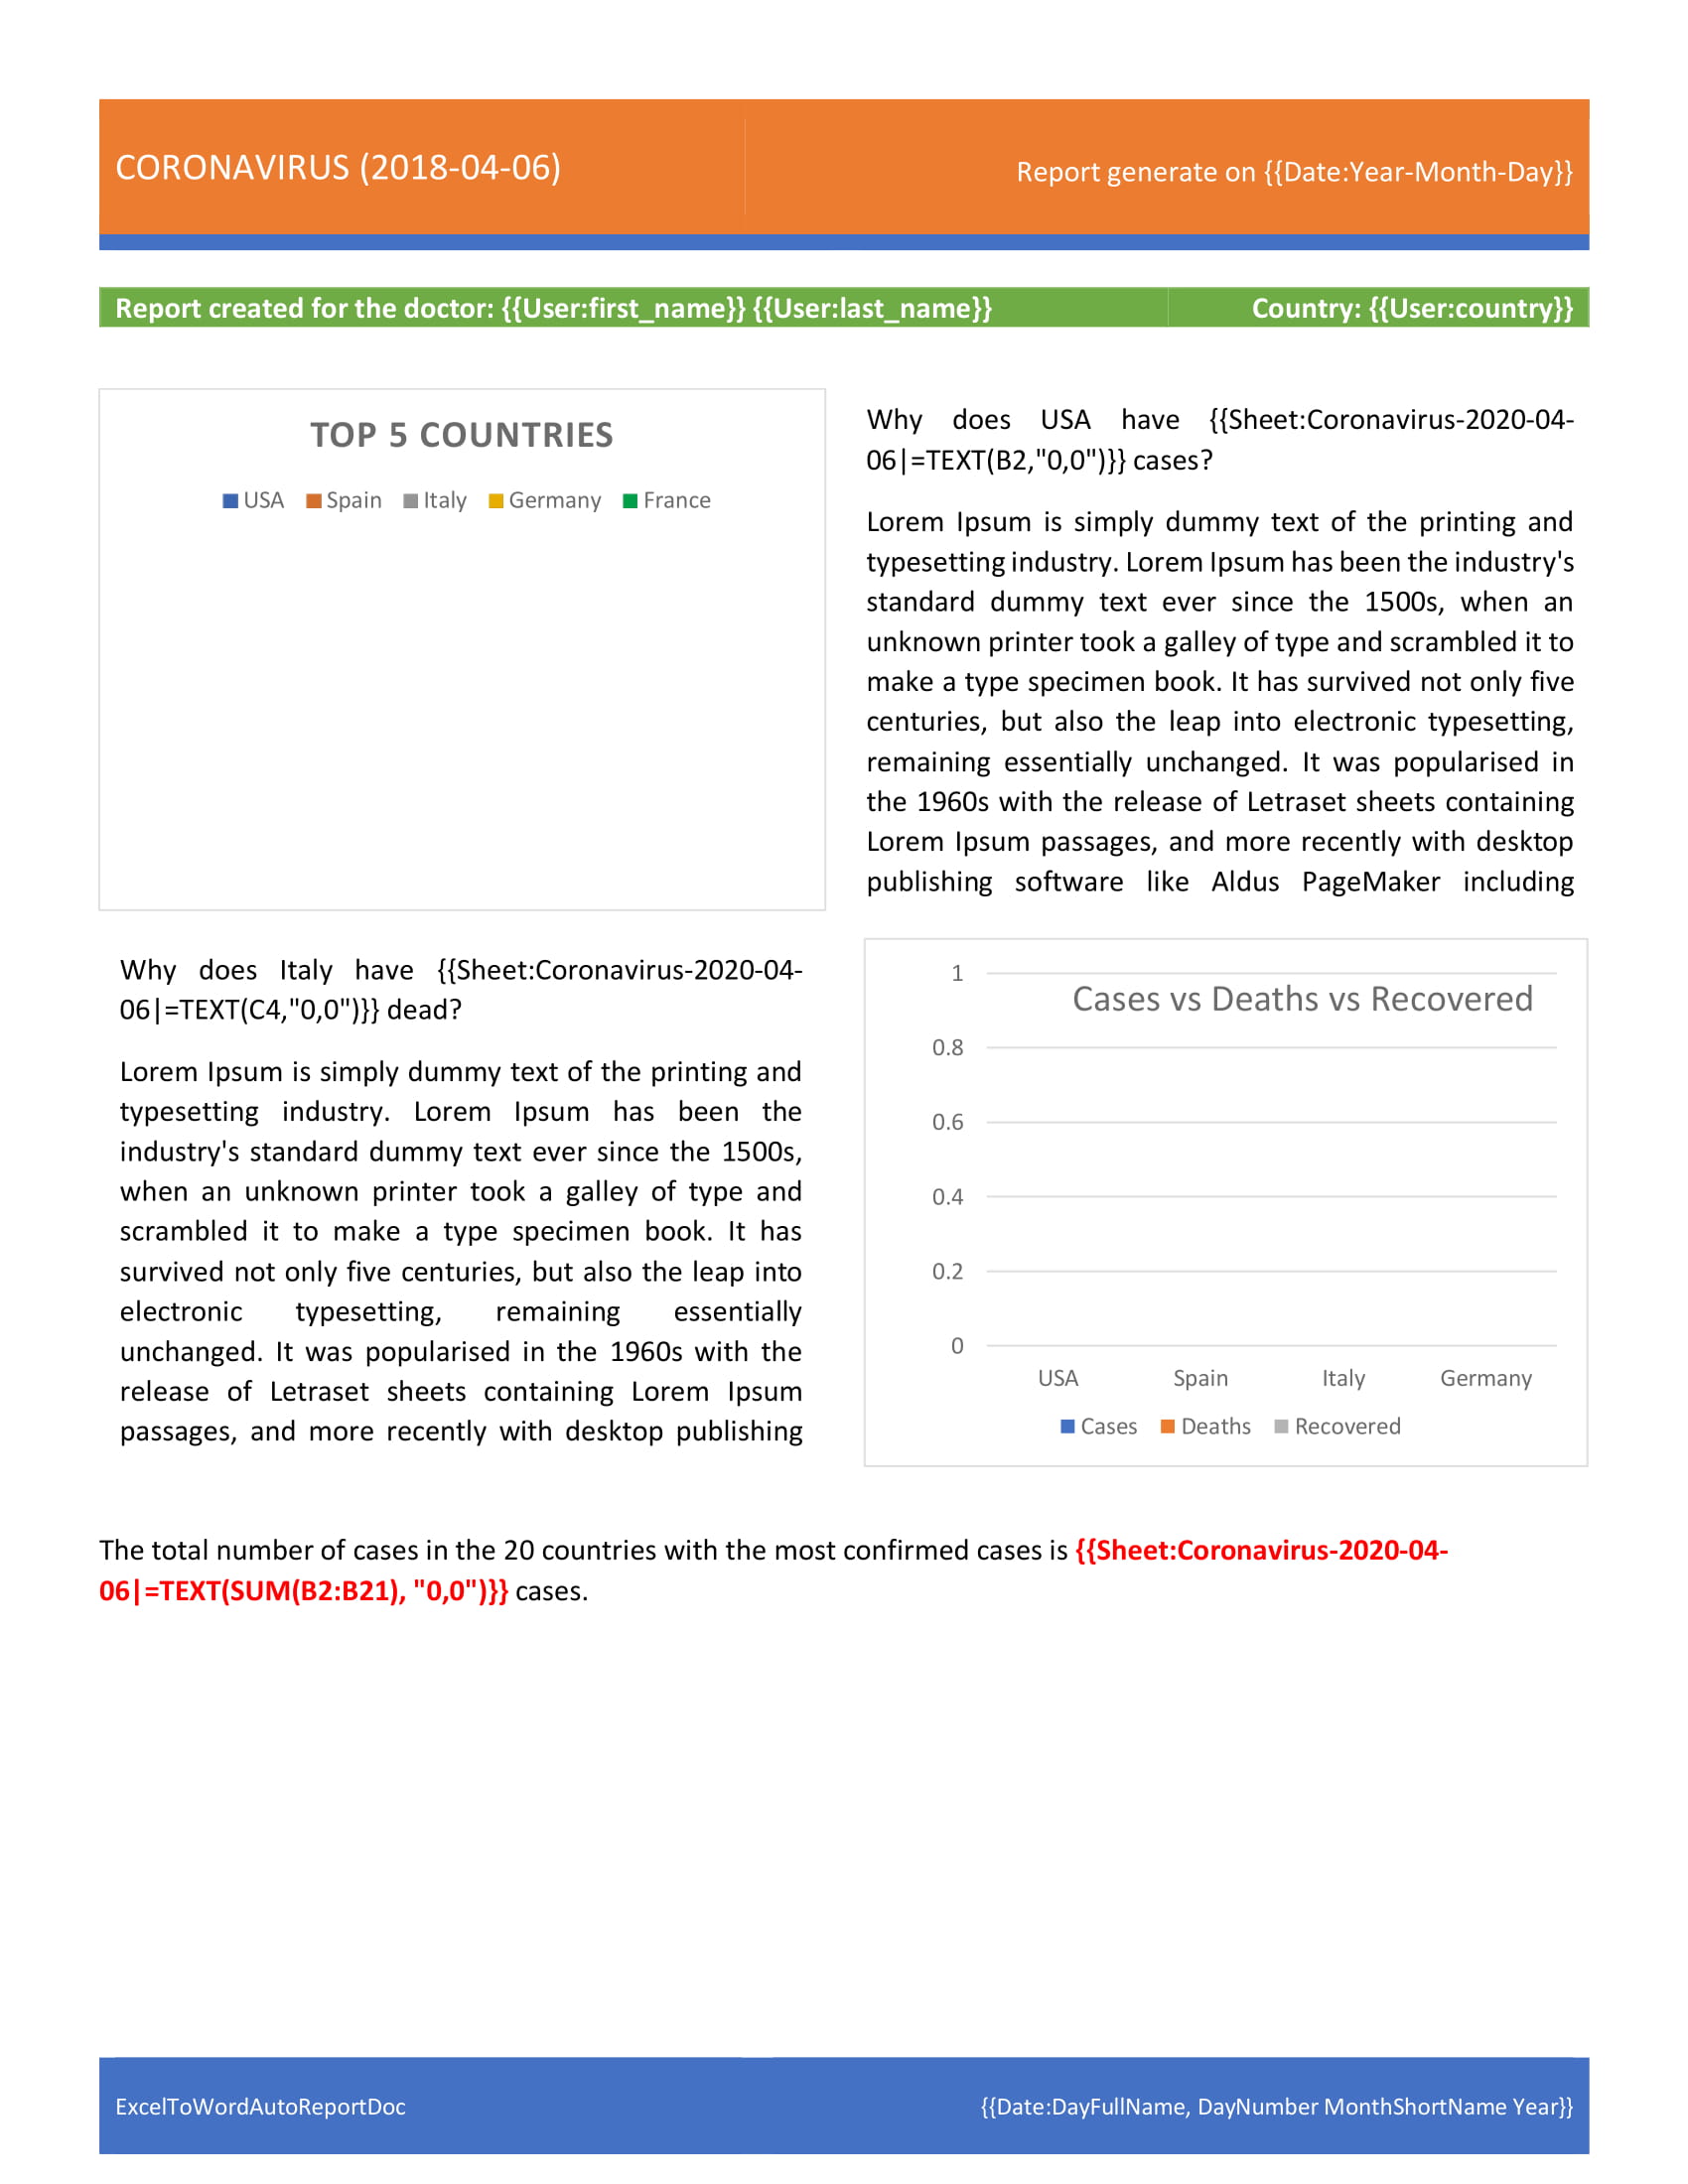 CORONAVIRUS (2018-04-06)
Report generate on {{Date:Year-Month-Day}}
Report created for the doctor: {{User:first_name}} {{User:last_name}}
Country: {{User:country}}
TOP 5 COUNTRIES
USA Spain Italy Germany France
Why does USA have {{Sheet:Coronavirus-2020-04-
06|=TEXT(B2,"0,0")}} cases?
Lorem Ipsum is simply dummy text of the printing and
typesetting industry. Lorem Ipsum has been the industry's
standard dummy text ever since the 1500s, when an
unknown printer took a galley of type and scrambled it to
make a type specimen book. It has survived not only five
centuries, but also the leap into electronic typesetting,
remaining essentially unchanged. It was popularised in
the 1960s with the release of Letraset sheets containing
Lorem Ipsum passages, and more recently with desktop
publishing software like Aldus PageMaker including
Why does Italy have {{Sheet:Coronavirus-2020-04-
06|=TEXT(C4,"0,0")}} dead?
Lorem Ipsum is simply dummy text of the printing and
typesetting industry. Lorem Ipsum has been the
industry's standard dummy text ever since the 1500s,
when an unknown printer took a galley of type and
scrambled it to make a type specimen book. It has
survived not only five centuries, but also the leap into
electronic typesetting, remaining essentially
unchanged. It was popularised in the 1960s with the
release of Letraset sheets containing Lorem Ipsum
passages, and more recently with desktop publishing
Cases vs Deaths vs Recovered
1
0.8
0.6
0.4
0.2
0
USA Spain Italy Germany
Cases Deaths Recovered
The total number of cases in the 20 countries with the most confirmed cases is {{Sheet:Coronavirus-2020-04-
06|=TEXT(SUM(B2:B21), "0,0")}} cases.
ExcelToWordAutoReportDoc
{{Date:DayFullName, DayNumber MonthShortName Year}}